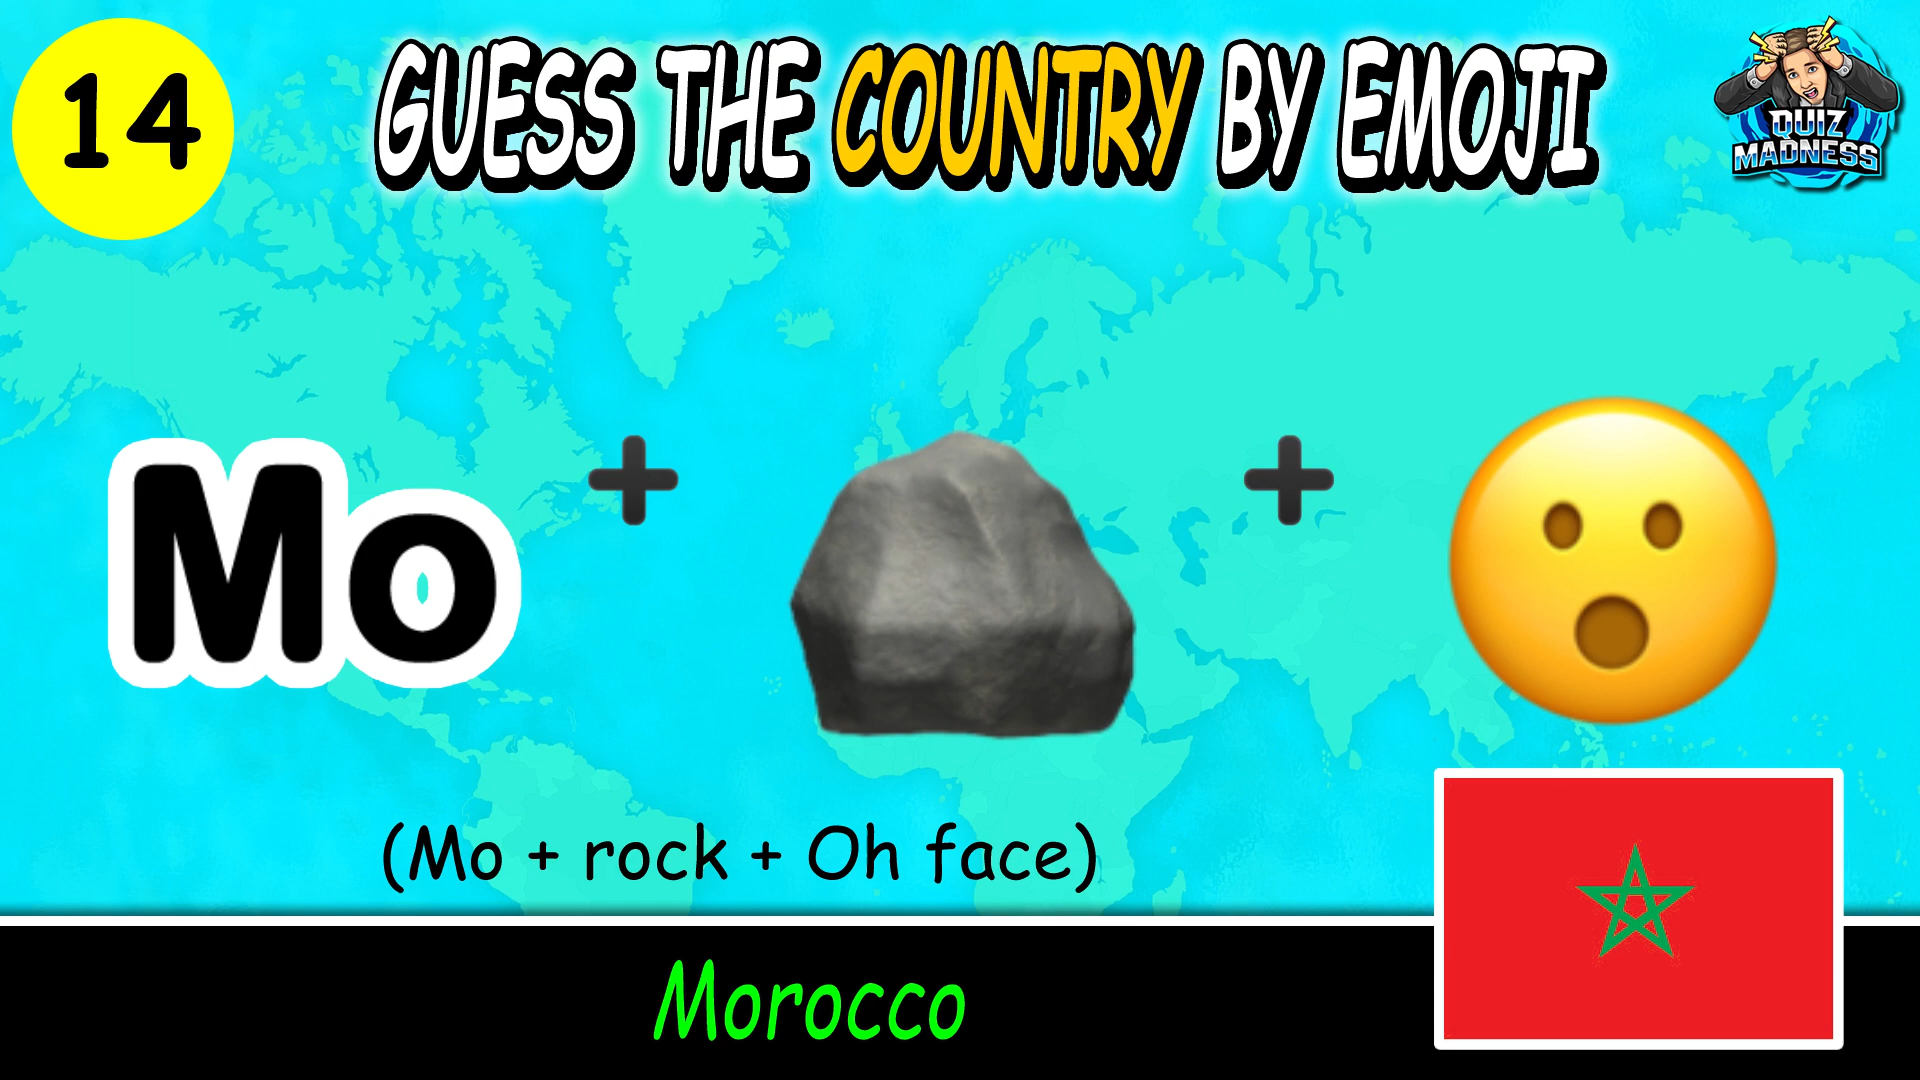 14
GUESS THE COUNTRY BY EMOJI
QUIZ
MADNESS
Mo + +
(Mo + rock + Oh face)
Morocco